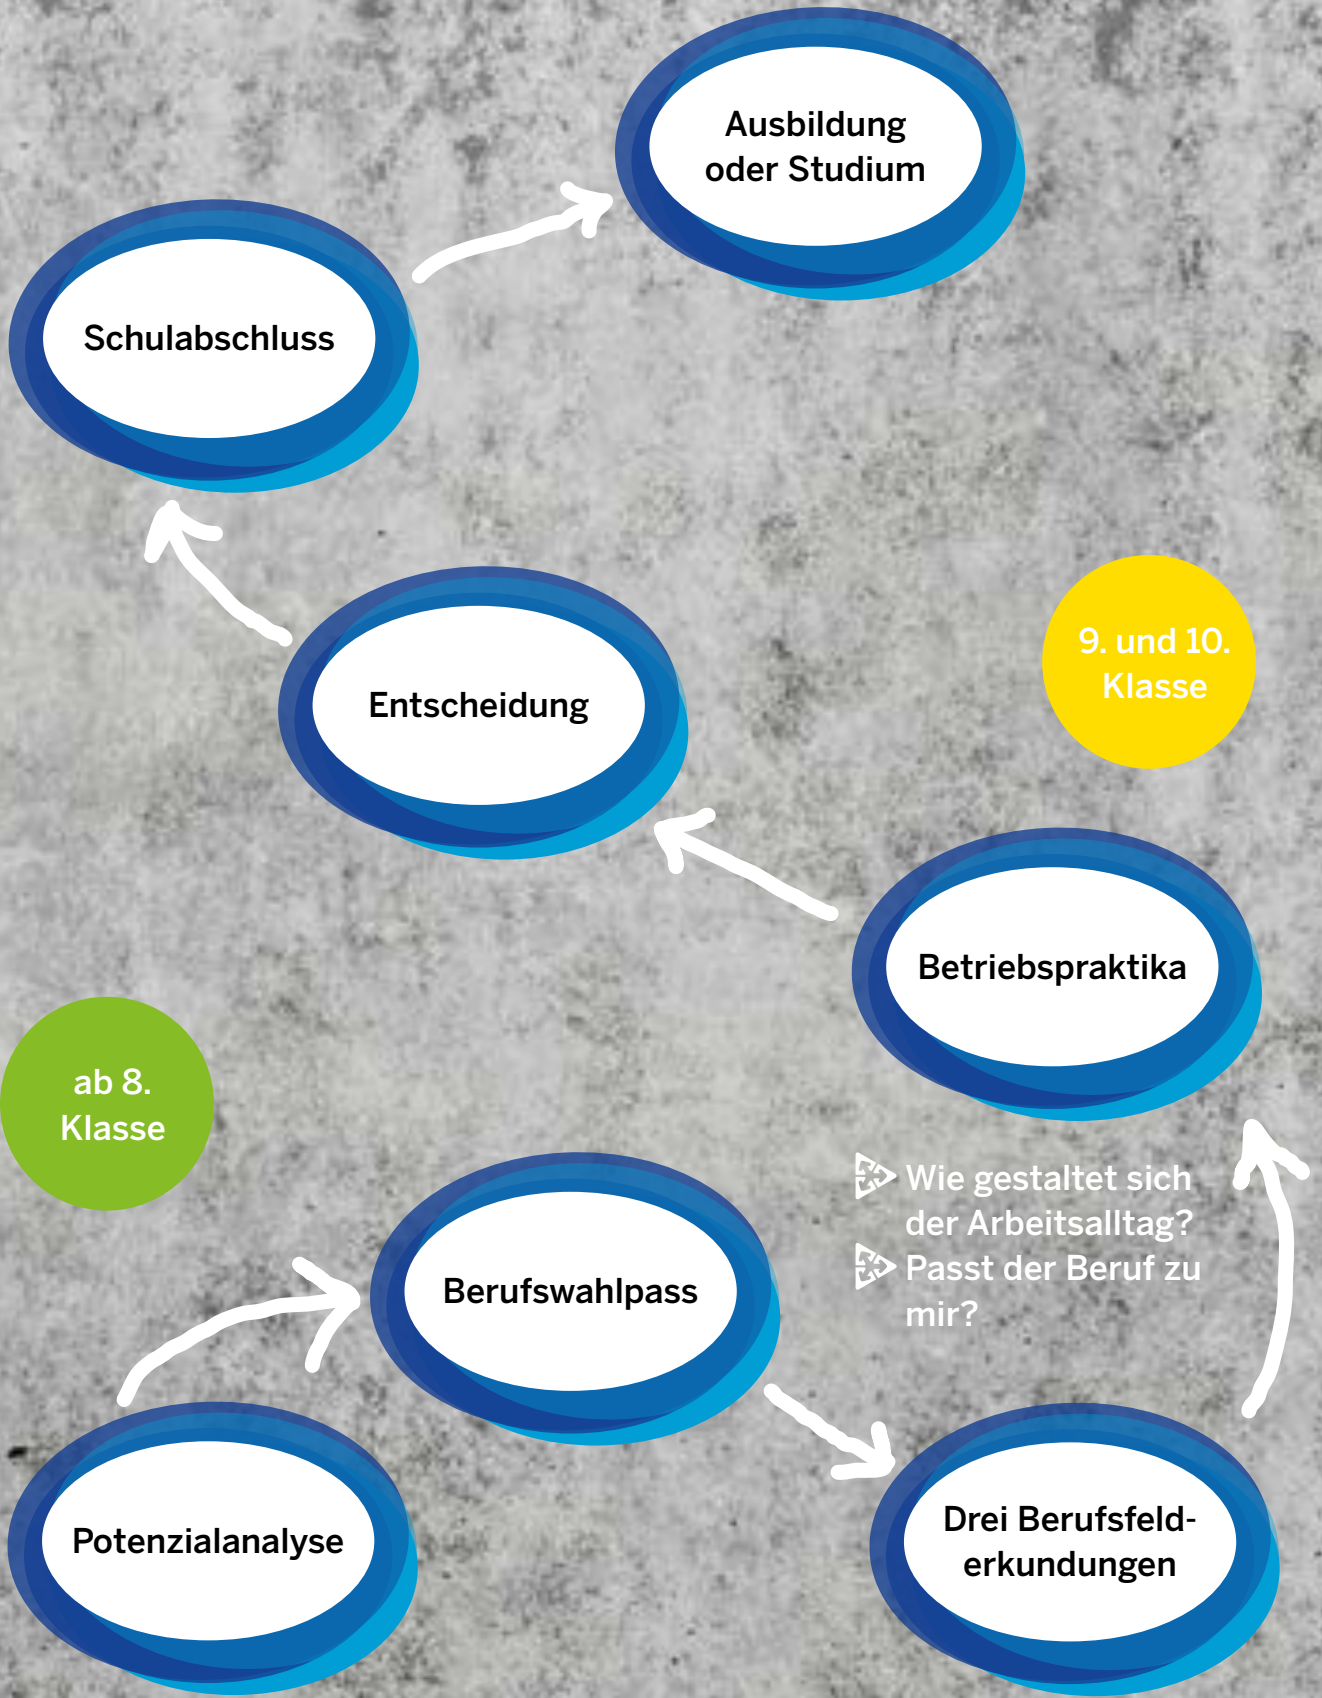 Ausbildung
oder Studium
Schulabschluss
9. und 10.
Klasse
Entscheidung
Betriebspraktika
ab 8.
Klasse
Wie gestaltet sich
der Arbeitsalltag?
Passt der Beruf zu
mir?
Berufswahlpass
Potenzialanalyse
Drei Berufsfeld-
erkundungen